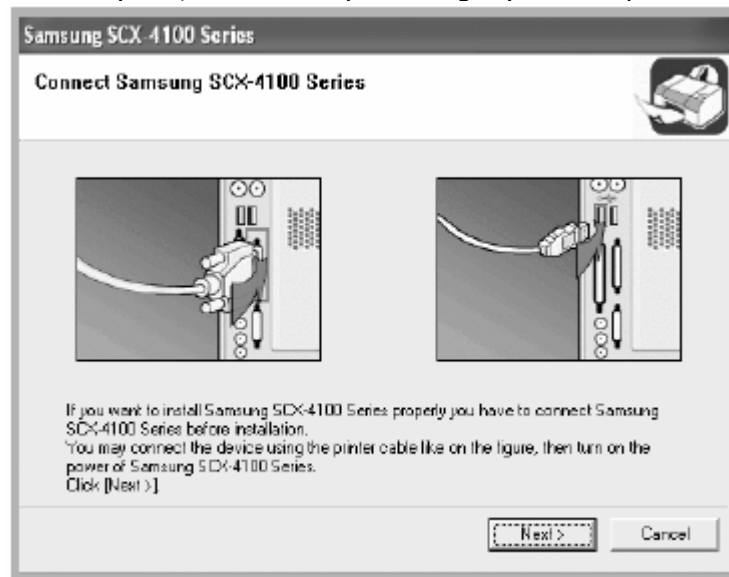 Samsung SCX-4100 Series
Connect Samsung SCX-4100 Series
If you want to install Samsung SCX-4100 Series properly you have to connect Samsung
SCX-4100 Series before installation.
You may connect the device using the printer cable like on the figure, then turn on the
power of Samsung SCX-4100 Series.
Click [Next >]
Next >
Cancel